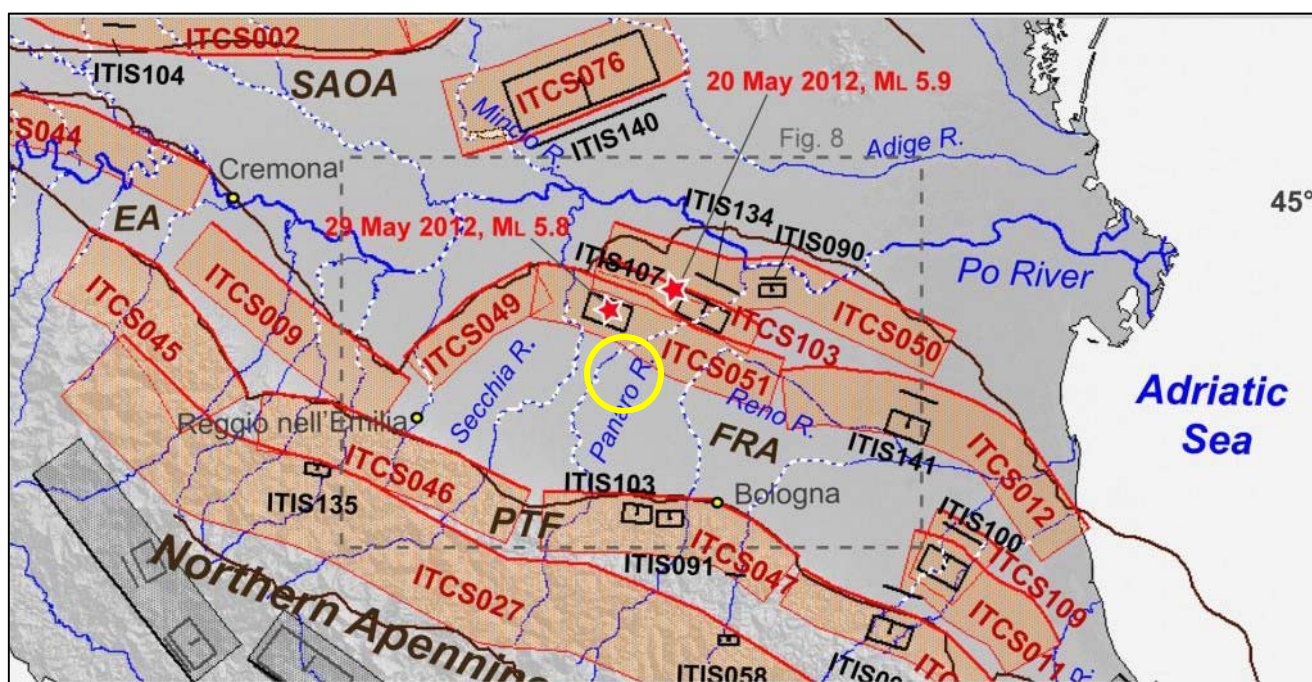 ITCS002
ITIS104
SAOA
ITCS076
20 May 2012, ML 5.9
Mincio R.
ITIS140
Fig. 8
Adige R.
Cremona
45°
EA
ITIS134
29 May 2012, ML 5.8
ITIS090
ITIS107
Po River
ITCS009
ITCS045
ITCS049
ITCS103
ITCS050
ITCS051
Secchia R.
Panaro R.
Reno R.
Adriatic
Sea
Reggio nell'Emilia
FRA
ITCS046
ITIS141
ITCS012
ITIS135
ITIS103
Bologna
PTF
ITIS100
ITIS091
ITCS047
ITCS109
Northern Apennine
ITCS027
ITCS011
ITIS058